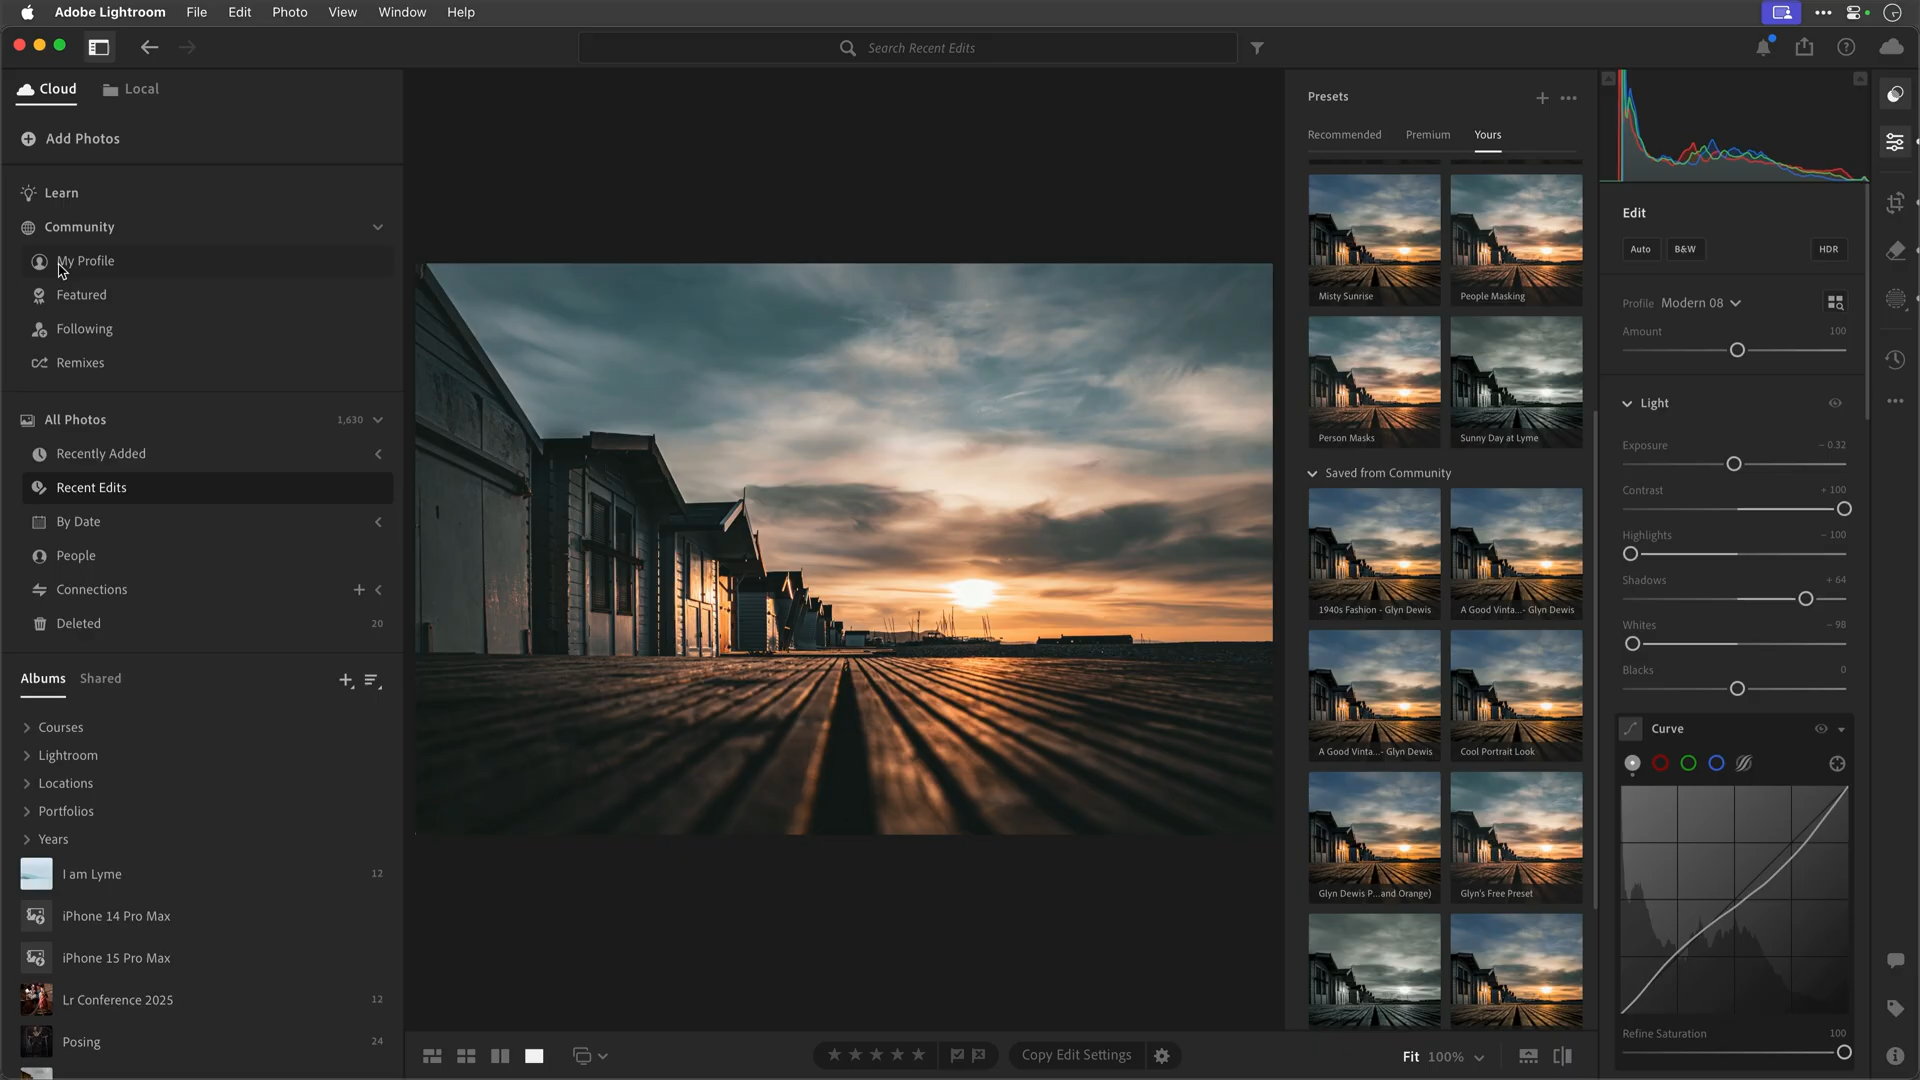 Adobe Lightroom File Edit Photo View Window Help
Search Recent Edits
Cloud Local
Add Photos
Learn
Community
My Profile
Featured
Following
Remixes
All Photos 1,630
Recently Added
Recent Edits
By Date
People
Connections
Deleted 20
Albums Shared
Courses
Lightroom
Locations
Portfolios
Years
I am Lyme 12
iPhone 14 Pro Max
iPhone 15 Pro Max
Lr Conference 2025 12
Posing 24
Copy Edit Settings
Fit 100%
Presets
Recommended Premium Yours
Misty Sunrise People Masking
Person Masks Sunny Day at Lyme
Saved from Community
1940s Fashion - Glyn Dewis A Good Vinta...- Glyn Dewis
A Good Vinta...- Glyn Dewis Cool Portrait Look
Glyn Dewis P...and Orange) Glyn's Free Preset
Edit
Auto B&W HDR
Profile Modern 08
Amount 100
Light
Exposure – 0.32
Contrast + 100
Highlights – 100
Shadows + 64
Whites – 98
Blacks 0
Curve
Refine Saturation 100